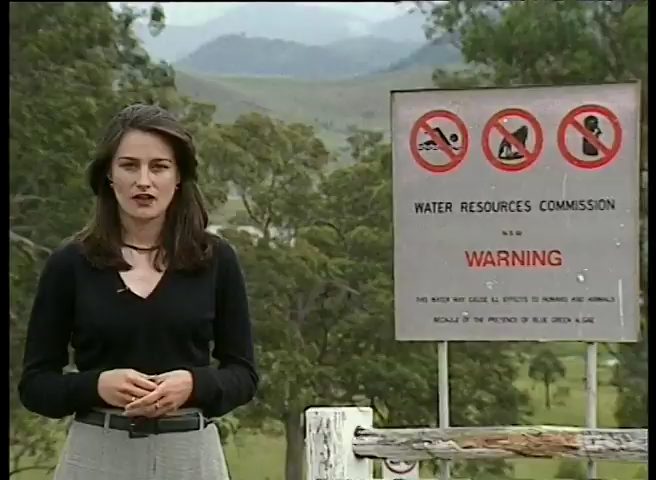 WATER RESOURCES COMMISSION
N.S.W.
WARNING
THIS WATER MAY CAUSE ILL EFFECTS TO HUMANS AND ANIMALS
BECAUSE OF THE PRESENCE OF BLUE GREEN ALGAE